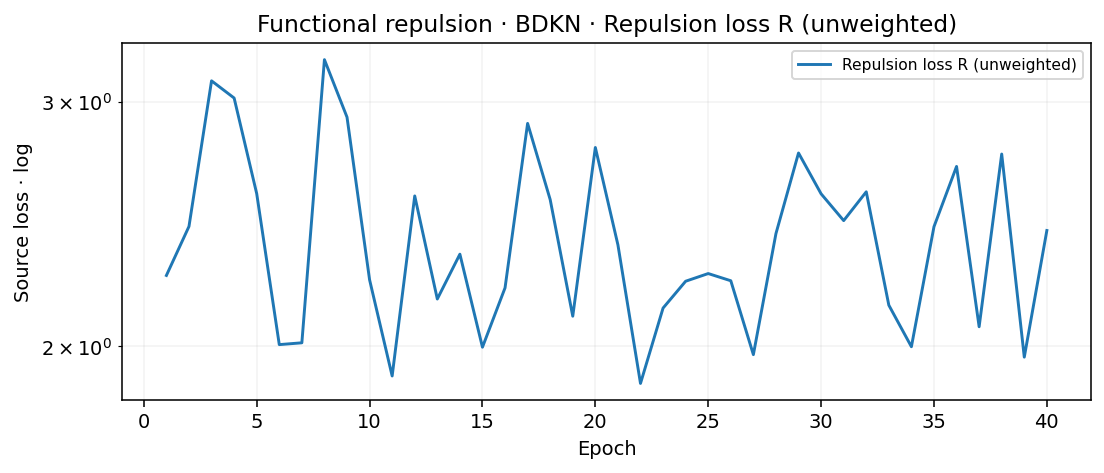 Functional repulsion · BDKN · Repulsion loss R (unweighted)
Repulsion loss R (unweighted)
3 × 10⁰
2 × 10⁰
Source loss · log
0 5 10 15 20 25 30 35 40
Epoch